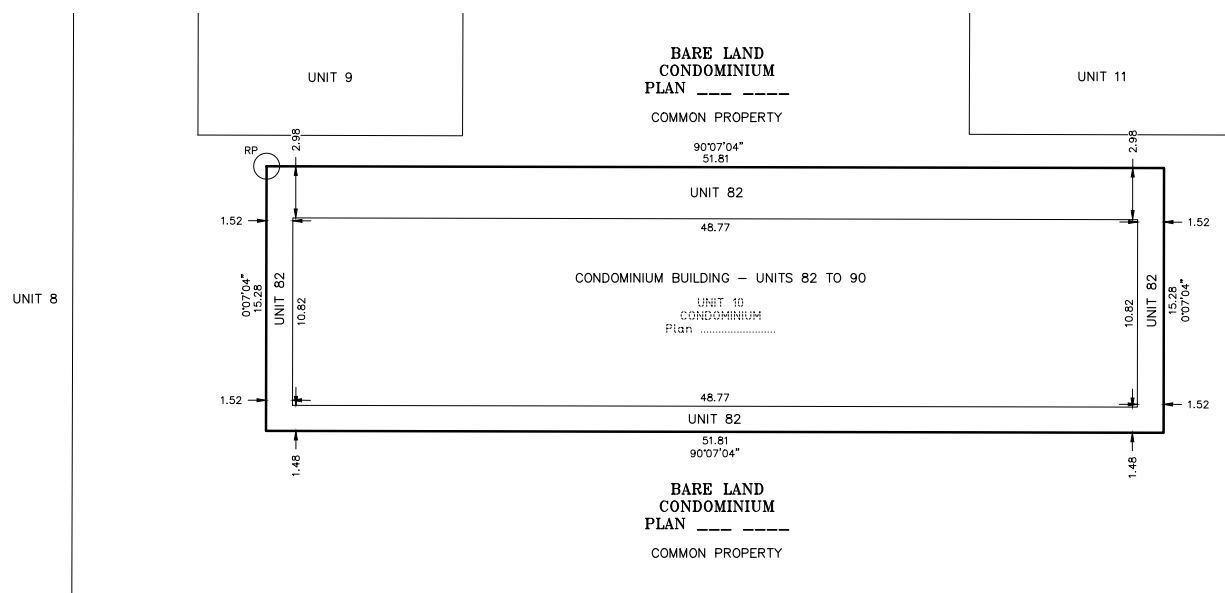 BARE LAND
CONDOMINIUM
PLAN ___ ____
COMMON PROPERTY
UNIT 9
UNIT 11
2.98
2.98
RP
90°07'04"
51.81
UNIT 82
1.52
1.52
48.77
CONDOMINIUM BUILDING – UNITS 82 TO 90
UNIT 10
CONDOMINIUM
Plan .........................
UNIT 8
0°07'04"
15.28
UNIT 82
10.82
10.82
UNIT 82
15.28
0°07'04"
1.52
1.52
48.77
UNIT 82
51.81
90°07'04"
1.48
1.48
BARE LAND
CONDOMINIUM
PLAN ___ ____
COMMON PROPERTY